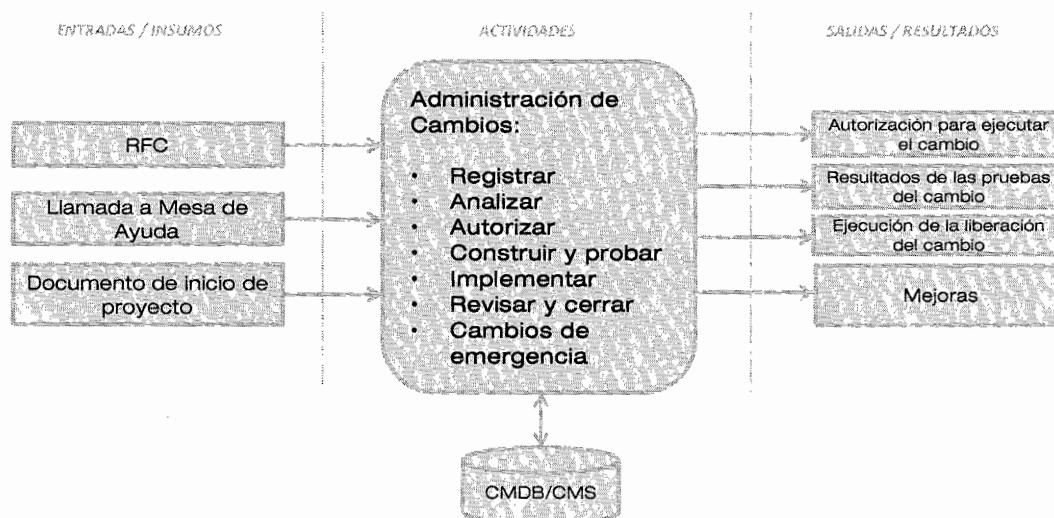 ENTRADAS / INSUMOS
ACTIVIDADES
SALIDAS / RESULTADOS
RFC
Llamada a Mesa de
Ayuda
Documento de inicio de
proyecto
Administración de
Cambios:
• Registrar
• Analizar
• Autorizar
• Construir y probar
• Implementar
• Revisar y cerrar
• Cambios de
emergencia
Autorización para ejecutar
el cambio
Resultados de las pruebas
del cambio
Ejecución de la liberación
del cambio
Mejoras
CMDB/CMS